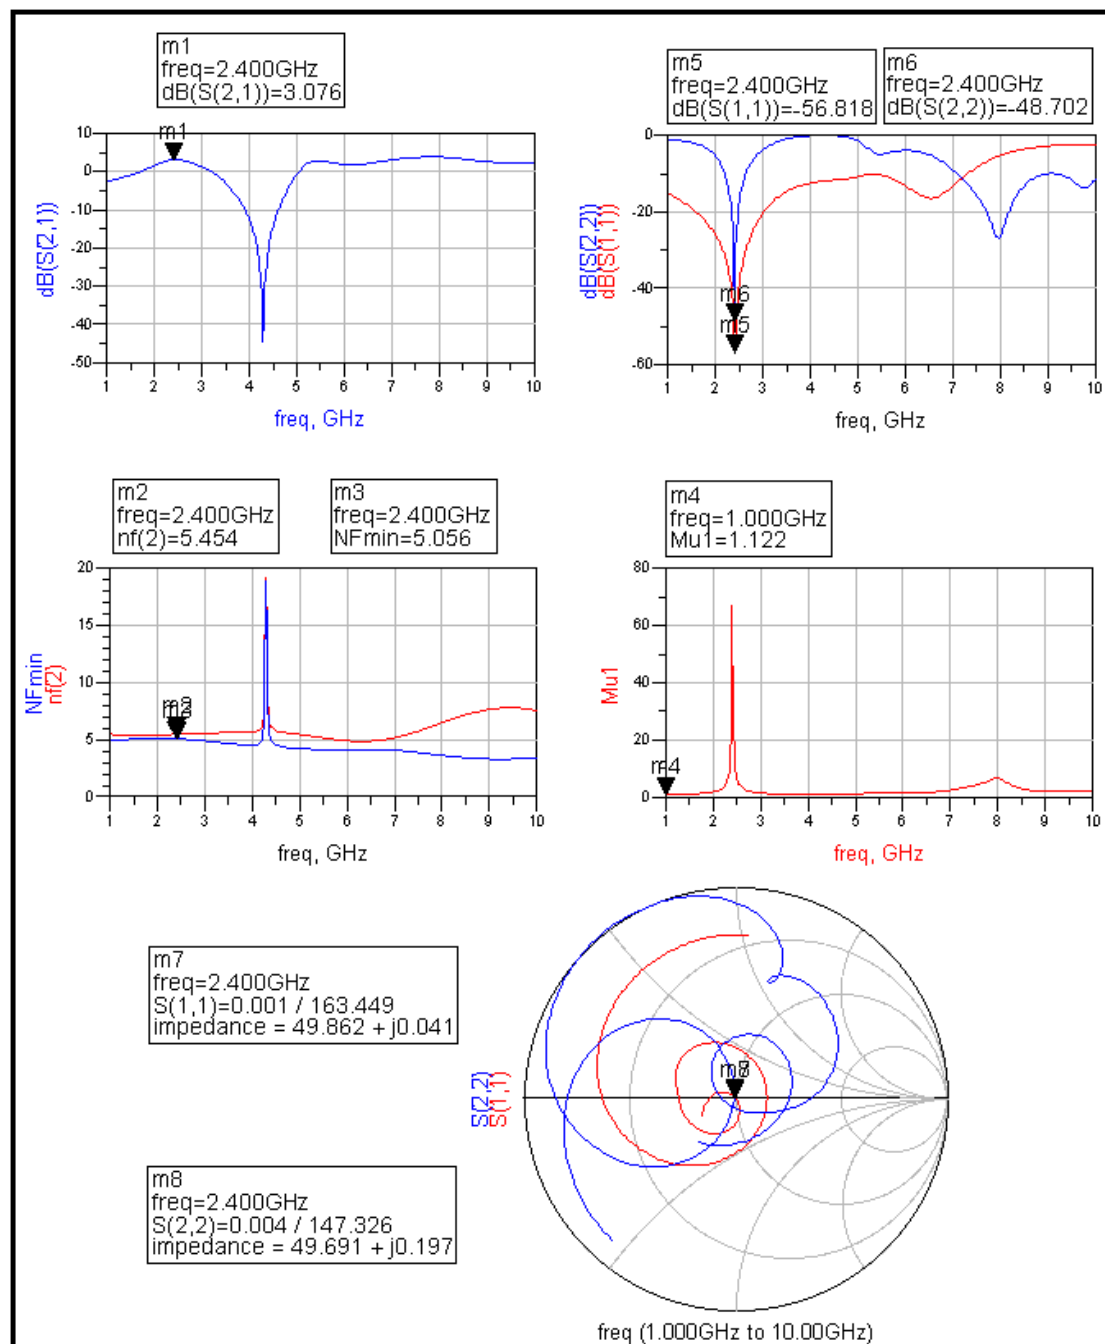 m1
freq=2.400GHz
dB(S(2,1))=3.076
m5
freq=2.400GHz
dB(S(1,1))=-56.818
m6
freq=2.400GHz
dB(S(2,2))=-48.702
m1
10
0
-10
-20
-30
-40
-50
dB(S(2,1))
1 2 3 4 5 6 7 8 9 10
freq, GHz
0
-20
-40
-60
dB(S(2,2))
dB(S(1,1))
m6
m5
1 2 3 4 5 6 7 8 9 10
freq, GHz
m2
freq=2.400GHz
nf(2)=5.454
m3
freq=2.400GHz
NFmin=5.056
m4
freq=1.000GHz
Mu1=1.122
20
15
10
5
0
NFmin
nf(2)
1 2 3 4 5 6 7 8 9 10
freq, GHz
80
60
40
20
0
Mu1
m4
1 2 3 4 5 6 7 8 9 10
freq, GHz
m7
freq=2.400GHz
S(1,1)=0.001 / 163.449
impedance = 49.862 + j0.041
S(2,2)
S(1,1)
m8
freq=2.400GHz
S(2,2)=0.004 / 147.326
impedance = 49.691 + j0.197
freq (1.000GHz to 10.00GHz)